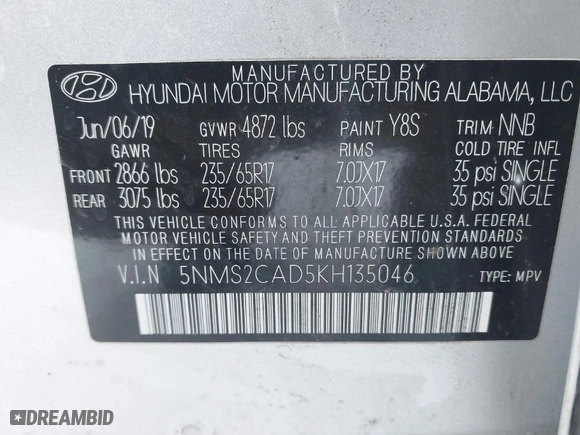 MANUFACTURED BY
HYUNDAI MOTOR MANUFACTURING ALABAMA, LLC
Jun/06/19 GVWR 4872 lbs PAINT Y8S TRIM: NNB
GAWR TIRES RIMS COLD TIRE INFL
FRONT 2866 lbs 235/65R17 7.0JX17 35 psi SINGLE
REAR 3075 lbs 235/65R17 7.0JX17 35 psi SINGLE
THIS VEHICLE CONFORMS TO ALL APPLICABLE U.S.A. FEDERAL
MOTOR VEHICLE SAFETY AND THEFT PREVENTION STANDARDS
IN EFFECT ON THE DATE OF MANUFACTURE SHOWN ABOVE.
V.I.N 5NMS2CAD5KH135046 TYPE: MPV
DREAMBID